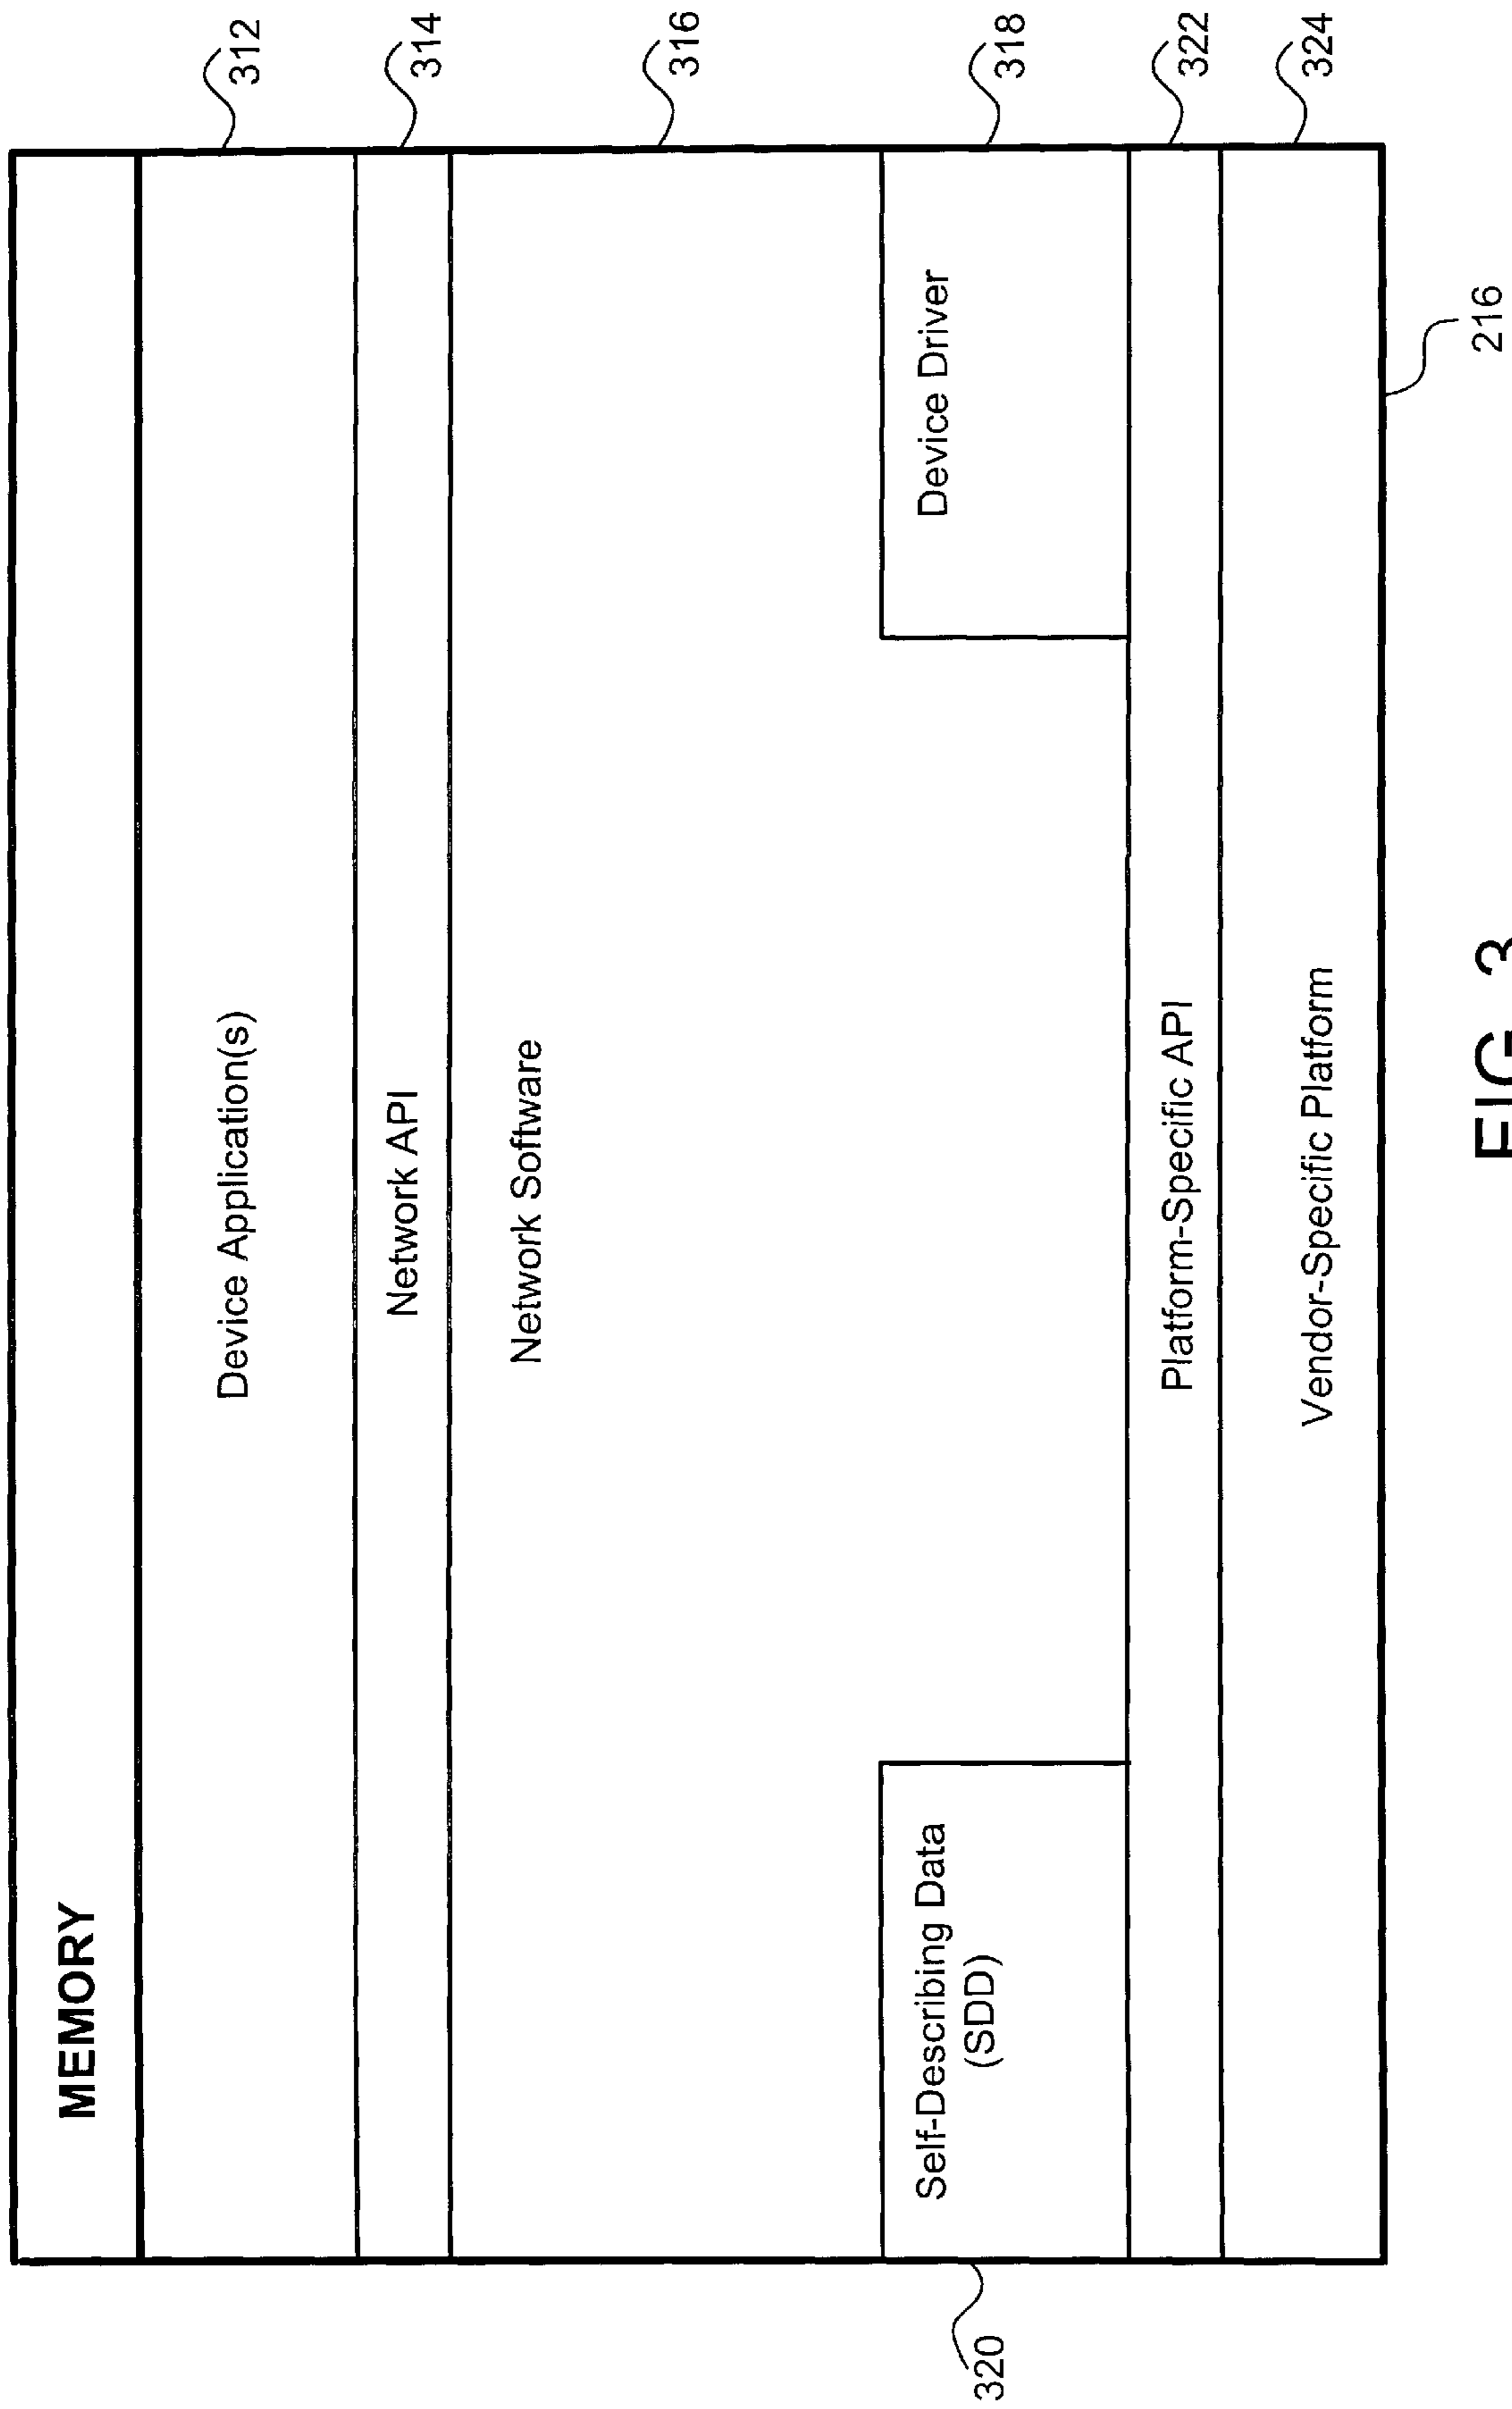 MEMORY
Device Application(s)
312
Network API
314
Network Software
316
Self-Describing Data
(SDD)
320
Device Driver
318
Platform-Specific API
322
Vendor-Specific Platform
324
216
FIG. 3